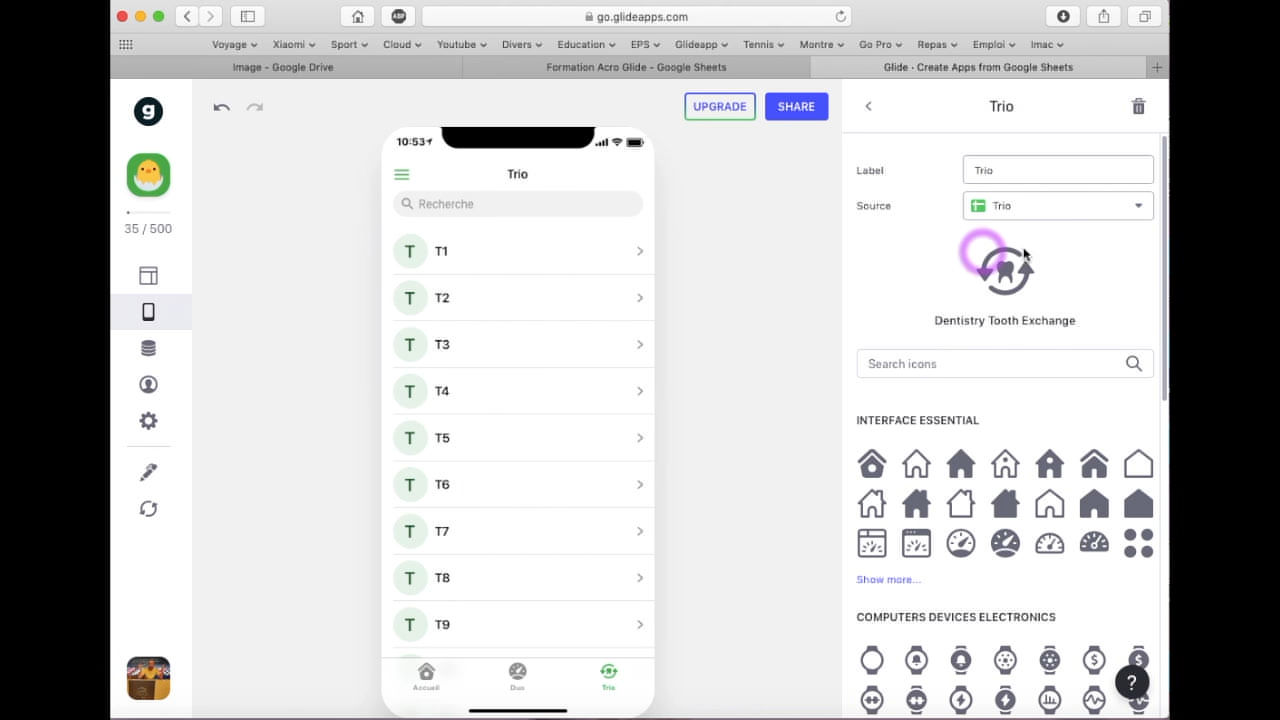 go.glideapps.com
ABP
Voyage Xiaomi Sport Cloud Youtube Divers Education EPS Glideapp Tennis Montre Go Pro Repas Emploi Imac
Image - Google Drive
Formation Acro Glide - Google Sheets
Glide · Create Apps from Google Sheets
g
35 / 500
UPGRADE
SHARE
10:53
Trio
Recherche
T T1
T T2
T T3
T T4
T T5
T T6
T T7
T T8
T T9
Accueil
Duo
Trio
Trio
Label
Trio
Source
Trio
Dentistry Tooth Exchange
Search icons
INTERFACE ESSENTIAL
Show more...
COMPUTERS DEVICES ELECTRONICS
?